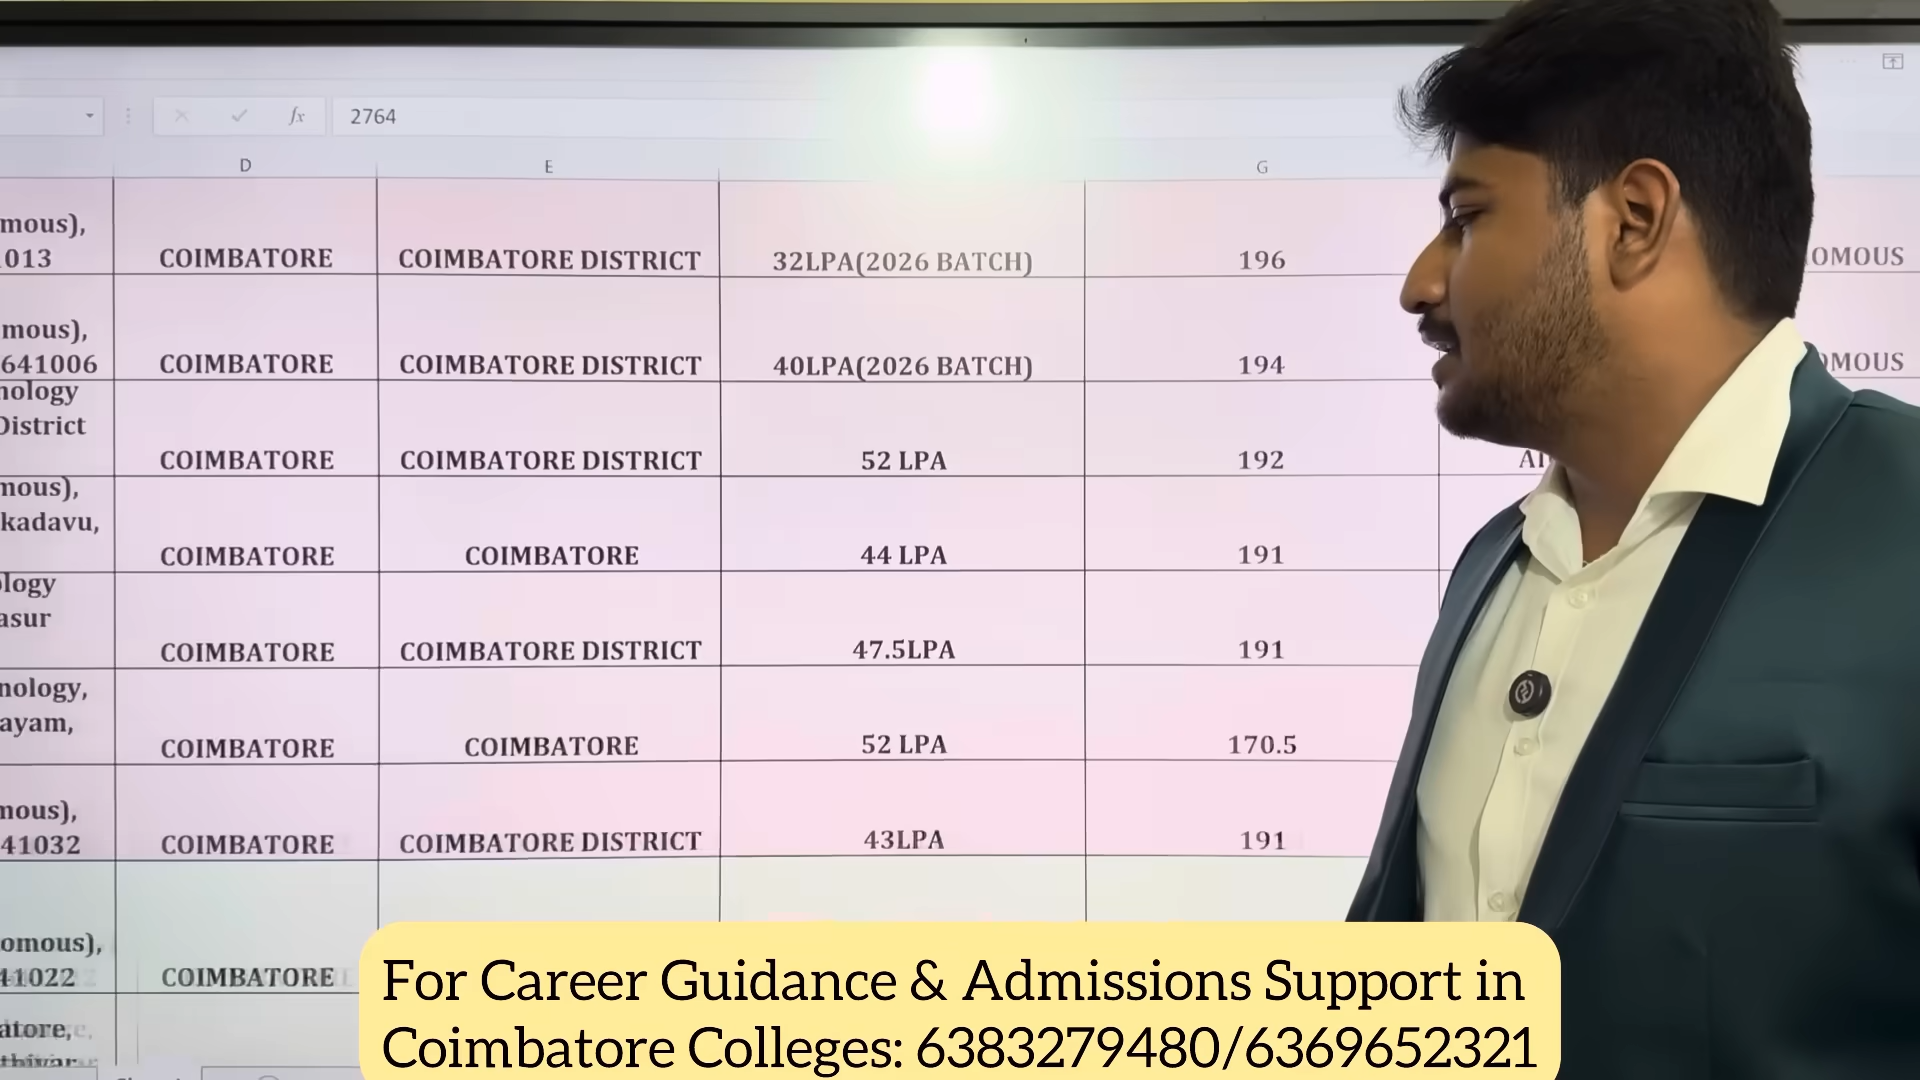 fx 2764
D E G
mous),
013 COIMBATORE COIMBATORE DISTRICT 32LPA(2026 BATCH) 196 OMOUS
mous),
641006 COIMBATORE COIMBATORE DISTRICT 40LPA(2026 BATCH) 194 OMOUS
nology
District
COIMBATORE COIMBATORE DISTRICT 52 LPA 192
mous),
kadavu,
COIMBATORE COIMBATORE 44 LPA 191
logy
asur
COIMBATORE COIMBATORE DISTRICT 47.5LPA 191
nology,
ayam,
COIMBATORE COIMBATORE 52 LPA 170.5
mous),
41032 COIMBATORE COIMBATORE DISTRICT 43LPA 191
omous),
41022 COIMBATORE
atore,
For Career Guidance & Admissions Support in
Coimbatore Colleges: 6383279480/6369652321